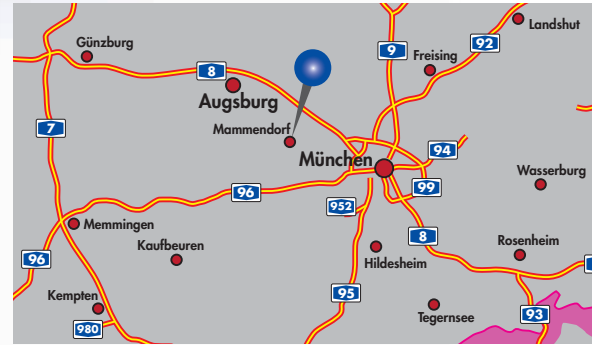 Landshut
9
92
Günzburg
Freising
8
Augsburg
7
Mammendorf
94
München
Wasserburg
99
96
952
Memmingen
8
Kaufbeuren
Rosenheim
96
Hildesheim
95
Kempten
Tegernsee
93
980